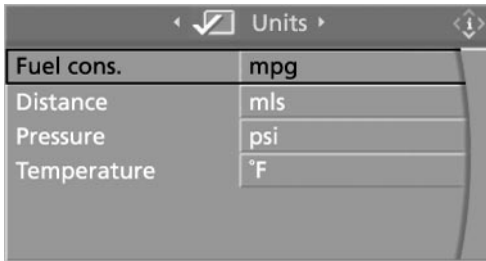 Units
Fuel cons. mpg
Distance mls
Pressure psi
Temperature °F